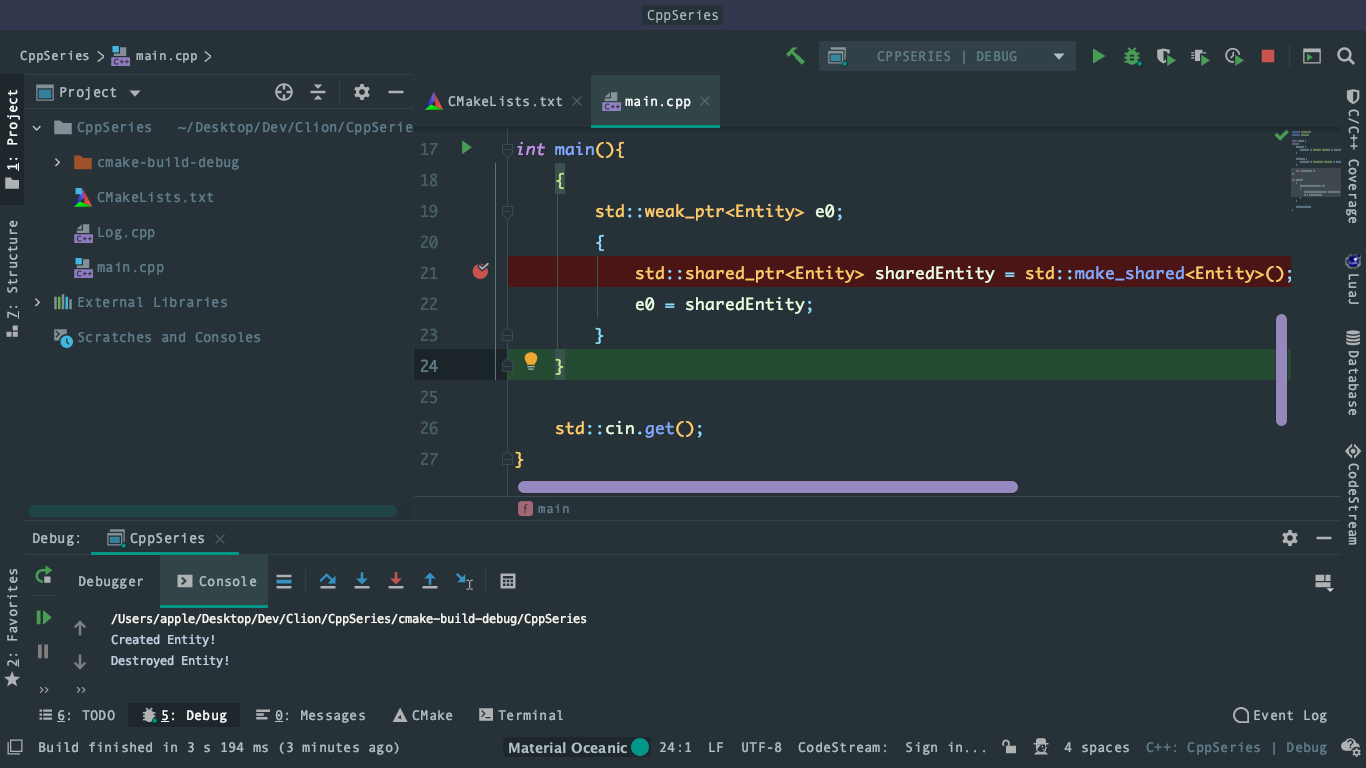 CppSeries
CppSeries > main.cpp >
CPPSERIES | DEBUG
1: Project
Z: Structure
2: Favorites
Project
CppSeries ~/Desktop/Dev/Clion/CppSerie
cmake-build-debug
CMakeLists.txt
Log.cpp
main.cpp
External Libraries
Scratches and Consoles
CMakeLists.txt
main.cpp
17 int main(){
18 {
19 std::weak_ptr<Entity> e0;
20 {
21 std::shared_ptr<Entity> sharedEntity = std::make_shared<Entity>();
22 e0 = sharedEntity;
23 }
24 }
25
26 std::cin.get();
27 }
f main
C/C++ Coverage
LuaJ
Database
CodeStream
Debug: CppSeries
Debugger
Console
/Users/apple/Desktop/Dev/Clion/CppSeries/cmake-build-debug/CppSeries
Created Entity!
Destroyed Entity!
6: TODO 5: Debug 0: Messages CMake Terminal Event Log
Build finished in 3 s 194 ms (3 minutes ago) Material Oceanic 24:1 LF UTF-8 CodeStream: Sign in... 4 spaces C++: CppSeries | Debug